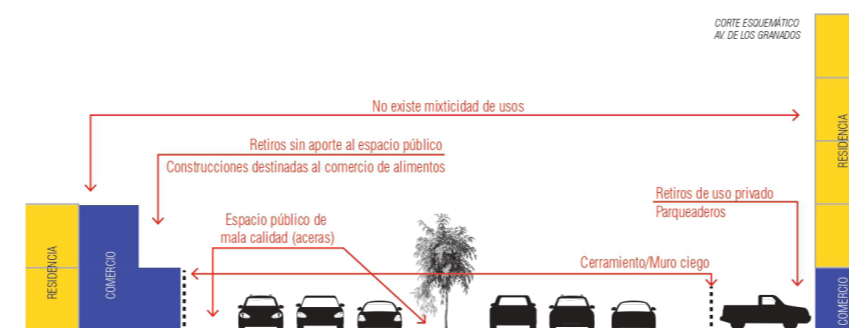 CORTE ESQUEMÁTICO
AV. DE LOS GRANADOS
No existe mixticidad de usos
Retiros sin aporte al espacio público
Construcciones destinadas al comercio de alimentos
RESIDENCIA
Retiros de uso privado
Parqueaderos
Espacio público de
mala calidad (aceras)
Cerramiento/Muro ciego
RESIDENCIA
COMERCIO
COMERCIO